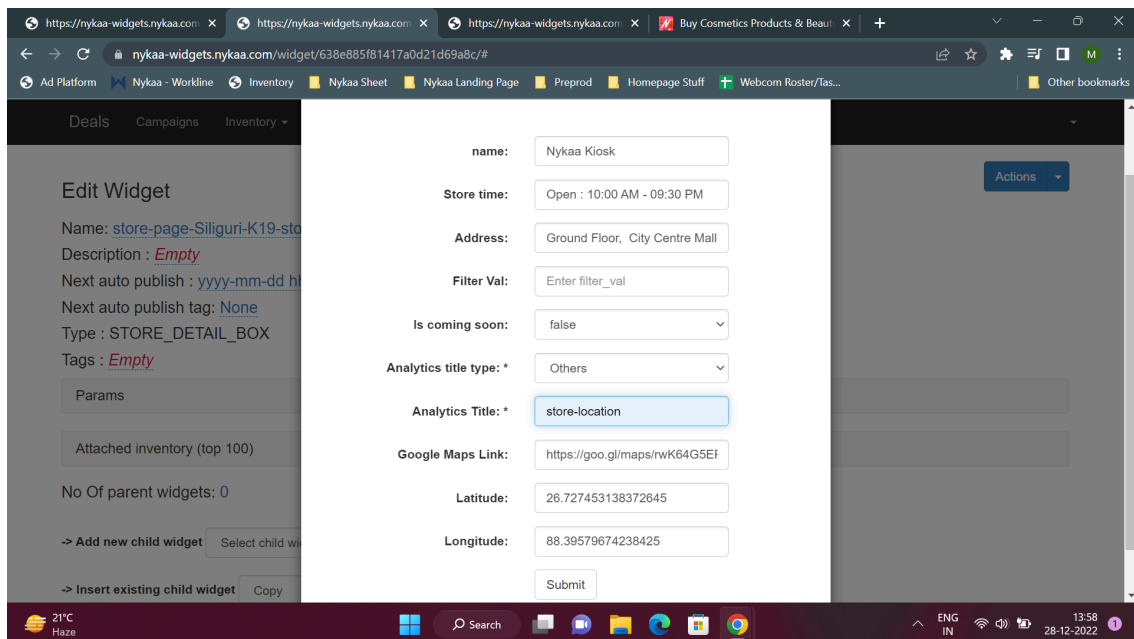 https://nykaa-widgets.nykaa.com
https://nykaa-widgets.nykaa.com
https://nykaa-widgets.nykaa.com
Buy Cosmetics Products & Beaut
nykaa-widgets.nykaa.com/widget/638e885f81417a0d21d69a8c/#
M
Ad Platform Nykaa - Workline Inventory Nykaa Sheet Nykaa Landing Page Preprod Homepage Stuff Webcom Roster/Tas... Other bookmarks
Deals Campaigns Inventory
Actions
Edit Widget
Name: store-page-Siliguri-K19-sto
Description : Empty
Next auto publish : yyyy-mm-dd hh
Next auto publish tag: None
Type : STORE_DETAIL_BOX
Tags : Empty
Params
Attached inventory (top 100)
No Of parent widgets: 0
-> Add new child widget Select child wi
-> Insert existing child widget Copy
name: Nykaa Kiosk
Store time: Open : 10:00 AM - 09:30 PM
Address: Ground Floor, City Centre Mall
Filter Val: Enter filter_val
Is coming soon: false
Analytics title type: * Others
Analytics Title: * store-location
Google Maps Link: https://goo.gl/maps/rwK64G5EF
Latitude: 26.727453138372645
Longitude: 88.39579674238425
Submit
21°C
Haze
Search
ENG
IN
13:58
28-12-2022
1